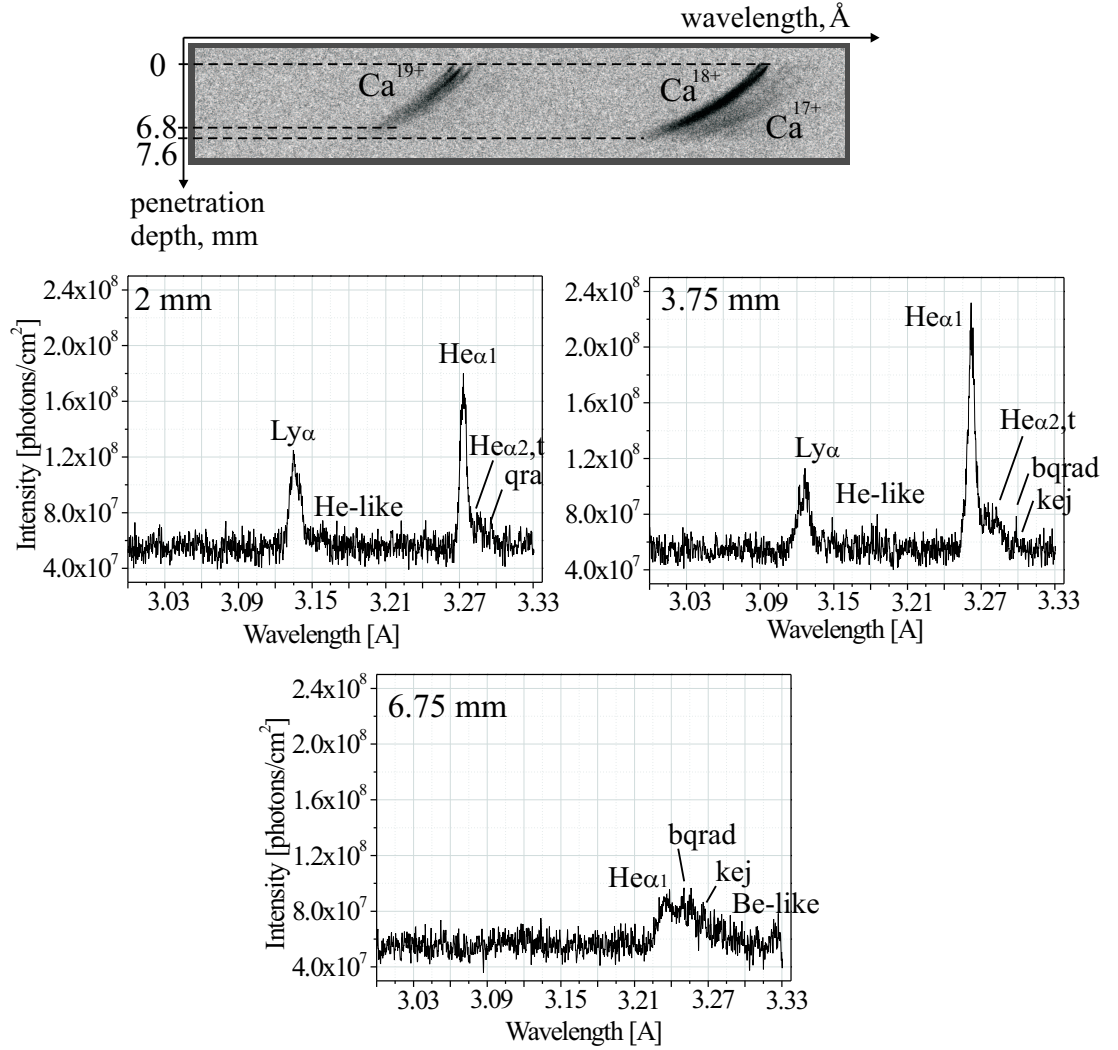 wavelength, Å
0
Ca19+
Ca18+
Ca17+
6.8
7.6
penetration
depth, mm
2 mm
2.4x10⁸
2.0x10⁸
1.6x10⁸
1.2x10⁸
8.0x10⁷
4.0x10⁷
Intensity [photons/cm²]
Heα1
Lyα
Heα2,t
qra
He-like
3.03 3.09 3.15 3.21 3.27 3.33
Wavelength [A]
3.75 mm
2.4x10⁸
2.0x10⁸
1.6x10⁸
1.2x10⁸
8.0x10⁷
4.0x10⁷
Intensity [photons/cm²]
Heα1
Heα2,t
Lyα
bqrad
He-like
kej
3.03 3.09 3.15 3.21 3.27 3.33
Wavelength [A]
6.75 mm
2.4x10⁸
2.0x10⁸
1.6x10⁸
1.2x10⁸
8.0x10⁷
4.0x10⁷
Intensity [photons/cm²]
bqrad
Heα1
kej
Be-like
3.03 3.09 3.15 3.21 3.27 3.33
Wavelength [A]